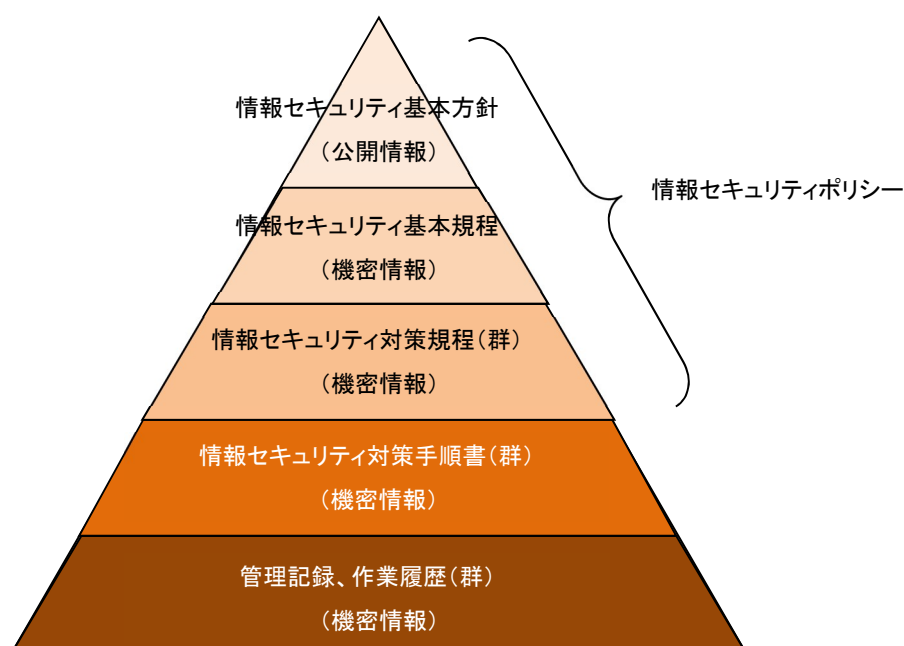 情報セキュリティ基本方針
（公開情報）
情報セキュリティポリシー
情報セキュリティ基本規程
（機密情報）
情報セキュリティ対策規程（群）
（機密情報）
情報セキュリティ対策手順書（群）
（機密情報）
管理記録、作業履歴（群）
（機密情報）